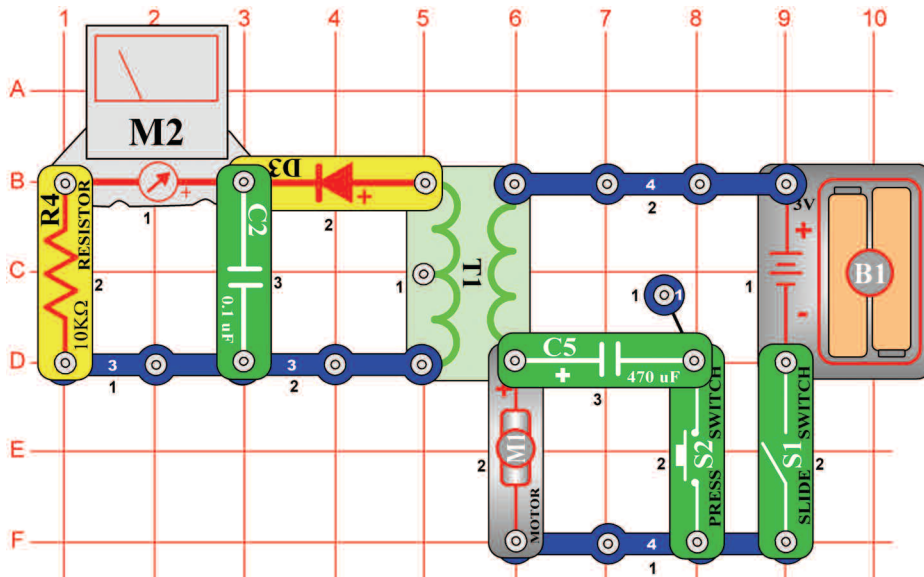 1 2 3 4 5 6 7 8 9 10
A
M2
D3
B + 1 + 4 3V
R4 RESISTOR 10KΩ
C2 0.1 uF
2 2
+
C 2 3 1 T1 1 B1
1 1
-
D 3 3 C5 + 470 uF
1 2 3
+
E 2 M1 MOTOR 2 S2 PRESS SWITCH S1 SLIDE SWITCH 2
F 4
1